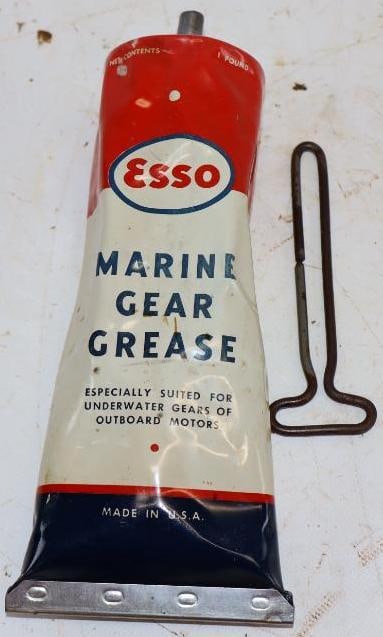 NET CONTENTS 1 POUND
Esso
MARINE
GEAR
GREASE
ESPECIALLY SUITED FOR
UNDERWATER GEARS OF
OUTBOARD MOTORS
MADE IN U.S.A.